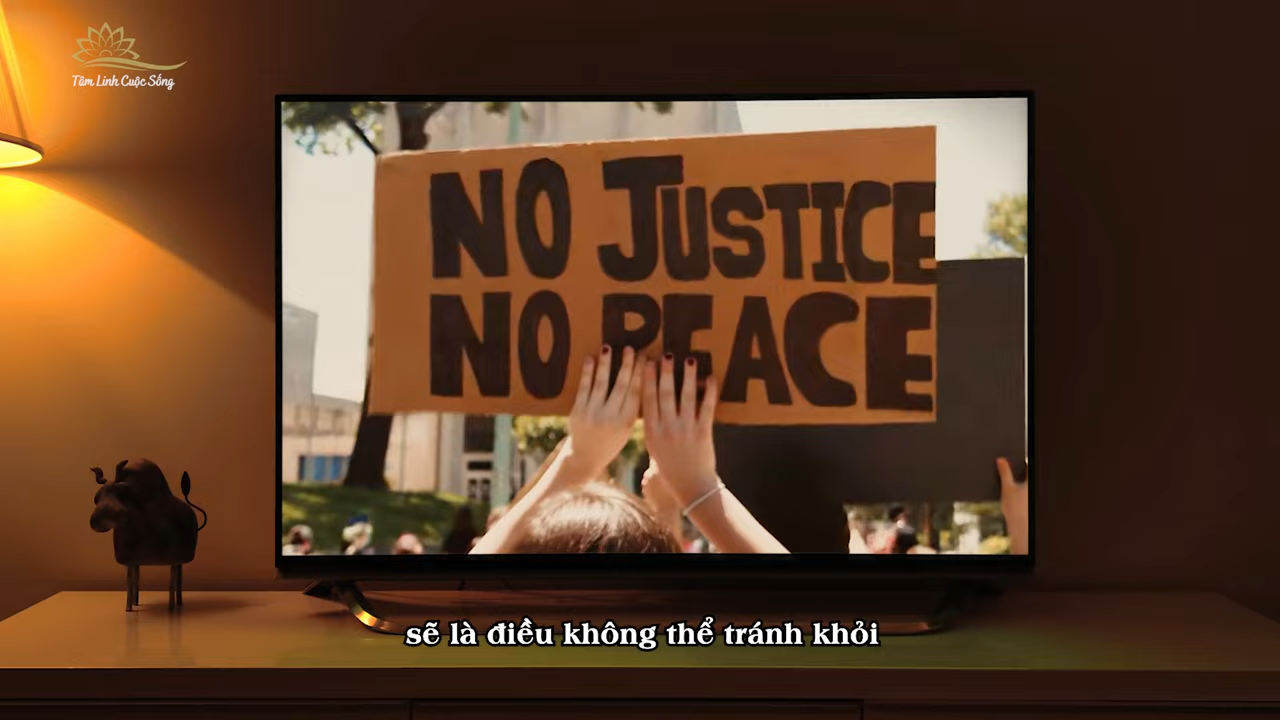 Tâm Linh Cuộc Sống
NO JUSTICE
NO PEACE
sẽ là điều không thể tránh khỏi